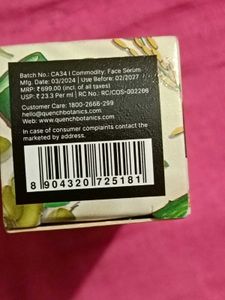 Batch No.: CA34 | Commodity: Face Serum
Mfg. Date: 03/2024 | Use Before: 02/2027
MRP: ₹699.00 (incl. of all taxes)
USP: ₹ 23.3 Per ml | RC No.: RC/COS-002266
Customer Care: 1800-2666-299
hello@quenchbotanics.com
Web: www.quenchbotanics.com
In case of consumer complaints contact the
marketed by address.
8 904320 725181